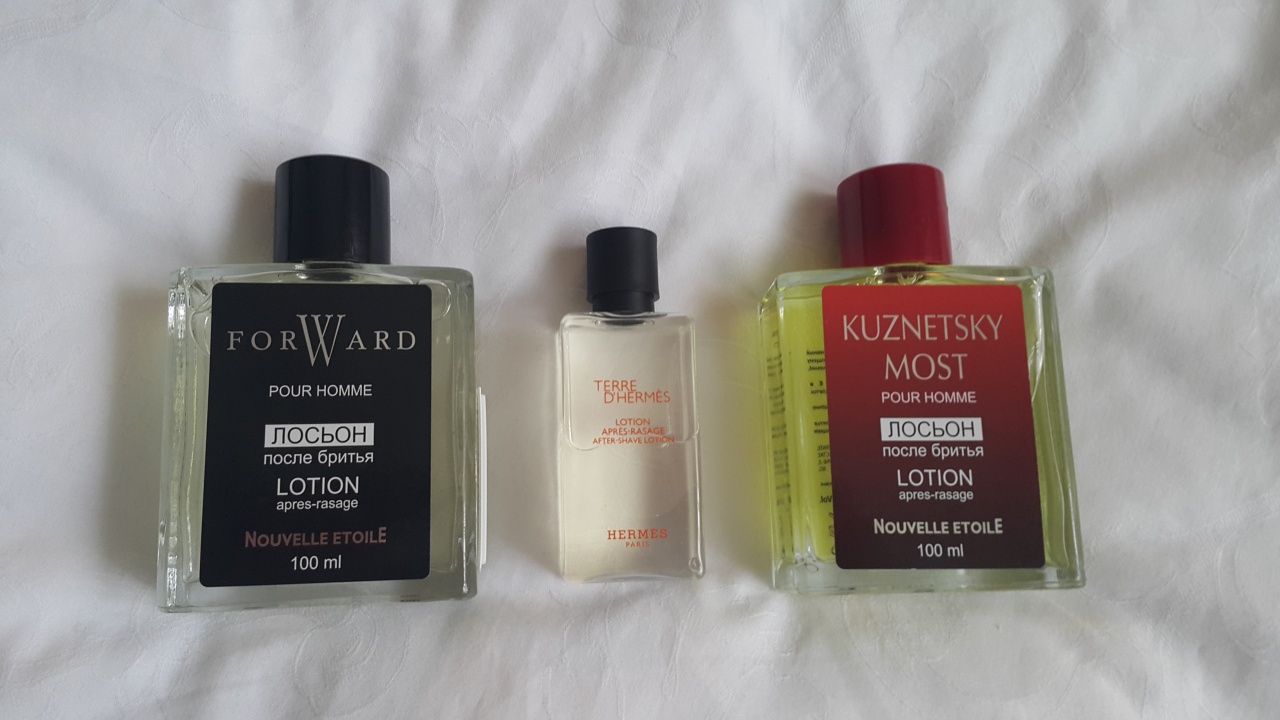 FORWARD
POUR HOMME
ЛОСЬОН
после бритья
LOTION
apres-rasage
NOUVELLE ETOILE
100 ml
TERRE
D'HERMÈS
LOTION
APRÈS-RASAGE
AFTER-SHAVE LOTION
HERMÈS
PARIS
KUZNETSKY
MOST
POUR HOMME
ЛОСЬОН
после бритья
LOTION
apres-rasage
NOUVELLE ETOILE
100 ml